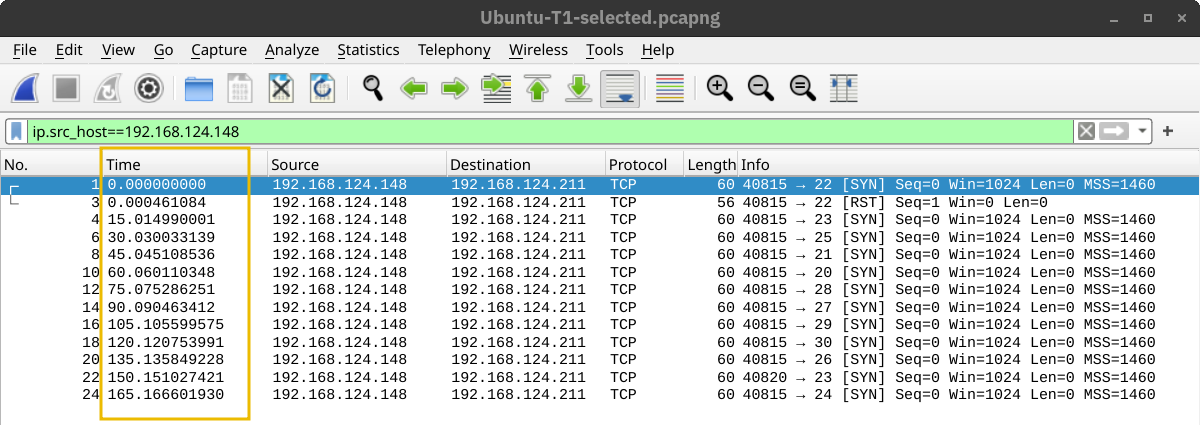 Ubuntu-T1-selected.pcapng
File Edit View Go Capture Analyze Statistics Telephony Wireless Tools Help
ip.src_host==192.168.124.148
No. Time Source Destination Protocol Length Info
1 0.000000000 192.168.124.148 192.168.124.211 TCP 60 40815 → 22 [SYN] Seq=0 Win=1024 Len=0 MSS=1460
3 0.000461084 192.168.124.148 192.168.124.211 TCP 56 40815 → 22 [RST] Seq=1 Win=0 Len=0
4 15.014990001 192.168.124.148 192.168.124.211 TCP 60 40815 → 23 [SYN] Seq=0 Win=1024 Len=0 MSS=1460
6 30.030033139 192.168.124.148 192.168.124.211 TCP 60 40815 → 25 [SYN] Seq=0 Win=1024 Len=0 MSS=1460
8 45.045108536 192.168.124.148 192.168.124.211 TCP 60 40815 → 21 [SYN] Seq=0 Win=1024 Len=0 MSS=1460
10 60.060110348 192.168.124.148 192.168.124.211 TCP 60 40815 → 20 [SYN] Seq=0 Win=1024 Len=0 MSS=1460
12 75.075286251 192.168.124.148 192.168.124.211 TCP 60 40815 → 28 [SYN] Seq=0 Win=1024 Len=0 MSS=1460
14 90.090463412 192.168.124.148 192.168.124.211 TCP 60 40815 → 27 [SYN] Seq=0 Win=1024 Len=0 MSS=1460
16 105.105599575 192.168.124.148 192.168.124.211 TCP 60 40815 → 29 [SYN] Seq=0 Win=1024 Len=0 MSS=1460
18 120.120753991 192.168.124.148 192.168.124.211 TCP 60 40815 → 30 [SYN] Seq=0 Win=1024 Len=0 MSS=1460
20 135.135849228 192.168.124.148 192.168.124.211 TCP 60 40815 → 26 [SYN] Seq=0 Win=1024 Len=0 MSS=1460
22 150.151027421 192.168.124.148 192.168.124.211 TCP 60 40820 → 23 [SYN] Seq=0 Win=1024 Len=0 MSS=1460
24 165.166601930 192.168.124.148 192.168.124.211 TCP 60 40815 → 24 [SYN] Seq=0 Win=1024 Len=0 MSS=1460